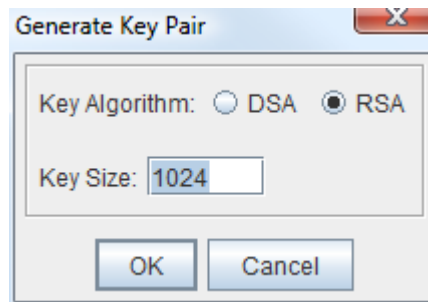 Generate Key Pair
Key Algorithm: DSA RSA
Key Size: 1024
OK Cancel